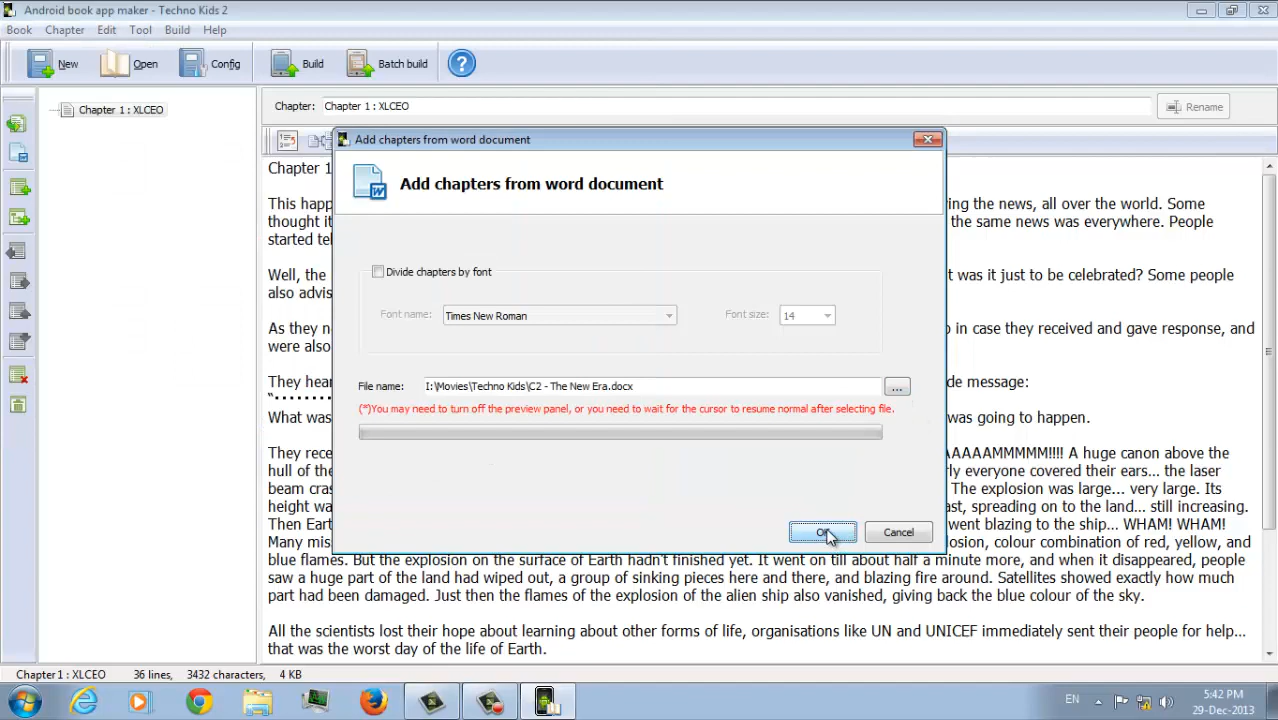 Android book app maker - Techno Kids 2
Book Chapter Edit Tool Build Help
New Open Config Build Batch build ?
Chapter 1 : XLCEO
Chapter: Chapter 1 : XLCEO Rename
Add chapters from word document
Chapter 1
Add chapters from word document
This happ ing the news, all over the world. Some
thought it the same news was everywhere. People
started tel
Divide chapters by font
Well, the t was it just to be celebrated? Some people
also advis
Font name: Times New Roman Font size: 14
As they n in case they received and gave response, and
were also
They hear de message:
File name: I:\Movies\Techno Kids\C2 - The New Era.docx ...
(*)You may need to turn off the preview panel, or you need to wait for the cursor to resume normal after selecting file.
What was was going to happen.
They rece AAAAAMMMMM!!!! A huge canon above the
hull of the rly everyone covered their ears... the laser
beam cras The explosion was large... very large. Its
height wa ast, spreading on to the land... still increasing.
Then Eart went blazing to the ship... WHAM! WHAM!
OK Cancel
Many mis losion, colour combination of red, yellow, and
blue flames. But the explosion on the surface of Earth hadn't finished yet. It went on till about half a minute more, and when it disappeared, people
saw a huge part of the land had wiped out, a group of sinking pieces here and there, and blazing fire around. Satellites showed exactly how much
part had been damaged. Just then the flames of the explosion of the alien ship also vanished, giving back the blue colour of the sky.
All the scientists lost their hope about learning about other forms of life, organisations like UN and UNICEF immediately sent their people for help...
that was the worst day of the life of Earth.
Chapter 1 : XLCEO 36 lines, 3432 characters, 4 KB
EN 5:42 PM
29-Dec-2013